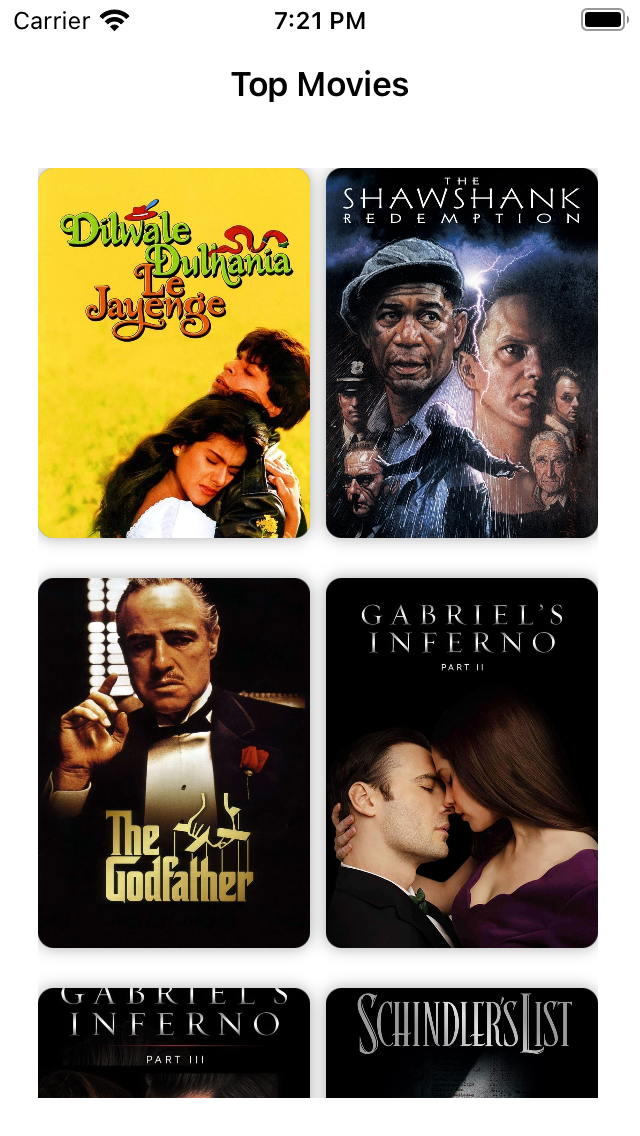 Carrier
7:21 PM
Top Movies
Dilwale
Dulhania
Le
Jayenge
THE
SHAWSHANK
REDEMPTION
The
Godfather
GABRIEL'S
INFERNO
PART II
GABRIEL'S
INFERNO
PART III
SCHINDLER'S LIST